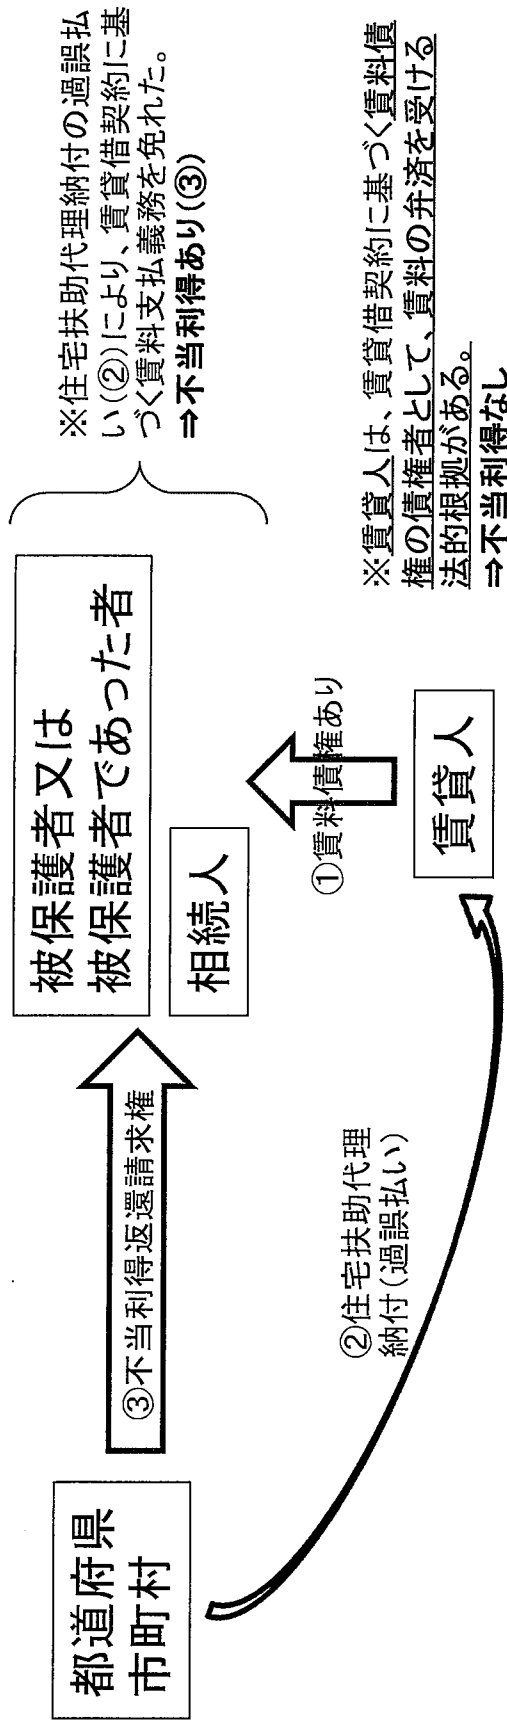 都道府県
市町村
③不当利得返還請求権
被保護者又は
被保護者であった者
相続人
※住宅扶助代理納付の過誤払
い(②)により、賃貸借契約に基
づく賃料支払義務を免れた。
⇒不当利得あり(③)
②住宅扶助代理
納付(過誤払い)
①賃料債権あり
賃貸人
※賃貸人は、賃貸借契約に基づく賃料債
権の債権者として、賃料の弁済を受ける
法的根拠がある。
⇒不当利得なし